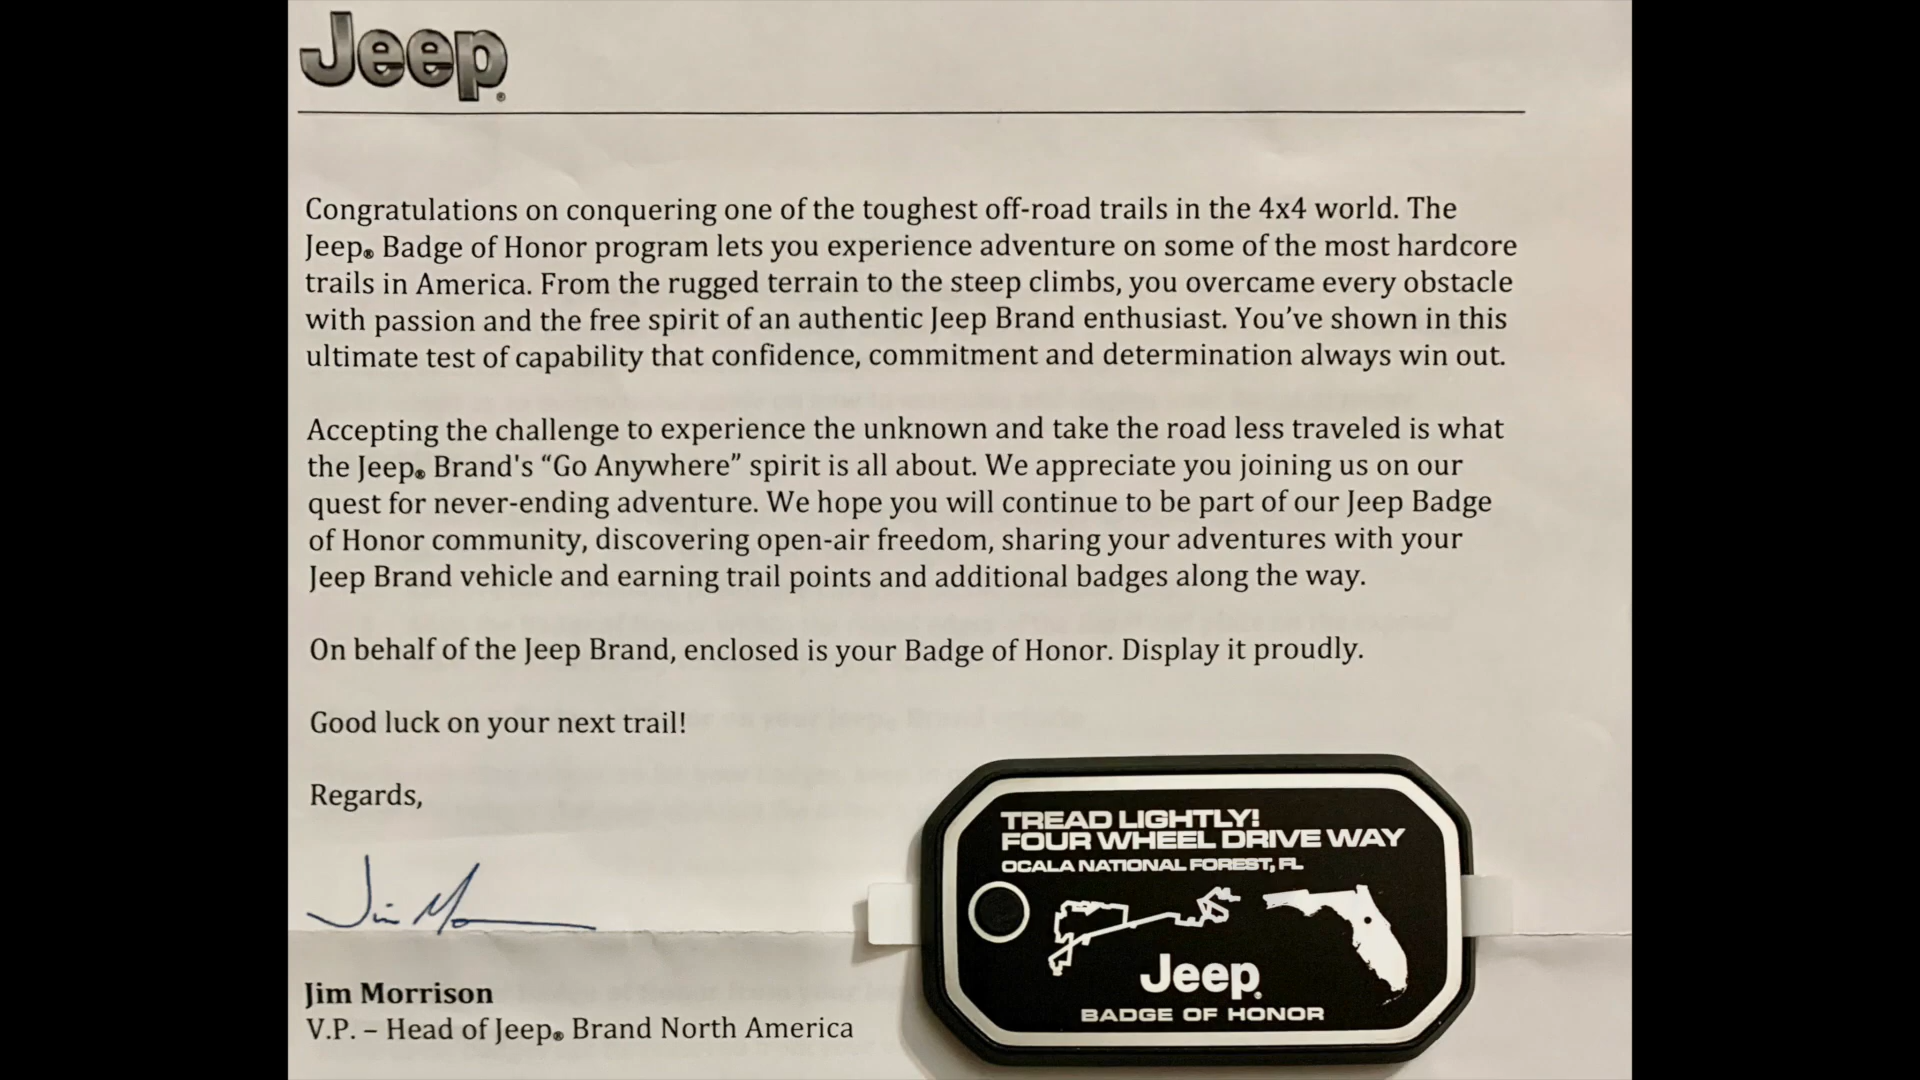 Jeep®
Congratulations on conquering one of the toughest off-road trails in the 4x4 world. The
Jeep® Badge of Honor program lets you experience adventure on some of the most hardcore
trails in America. From the rugged terrain to the steep climbs, you overcame every obstacle
with passion and the free spirit of an authentic Jeep Brand enthusiast. You’ve shown in this
ultimate test of capability that confidence, commitment and determination always win out.
Accepting the challenge to experience the unknown and take the road less traveled is what
the Jeep® Brand's “Go Anywhere” spirit is all about. We appreciate you joining us on our
quest for never-ending adventure. We hope you will continue to be part of our Jeep Badge
of Honor community, discovering open-air freedom, sharing your adventures with your
Jeep Brand vehicle and earning trail points and additional badges along the way.
On behalf of the Jeep Brand, enclosed is your Badge of Honor. Display it proudly.
Good luck on your next trail!
Regards,
Jim Mo
Jim Morrison
V.P. – Head of Jeep® Brand North America
TREAD LIGHTLY!
FOUR WHEEL DRIVE WAY
OCALA NATIONAL FOREST, FL
Jeep®
BADGE OF HONOR